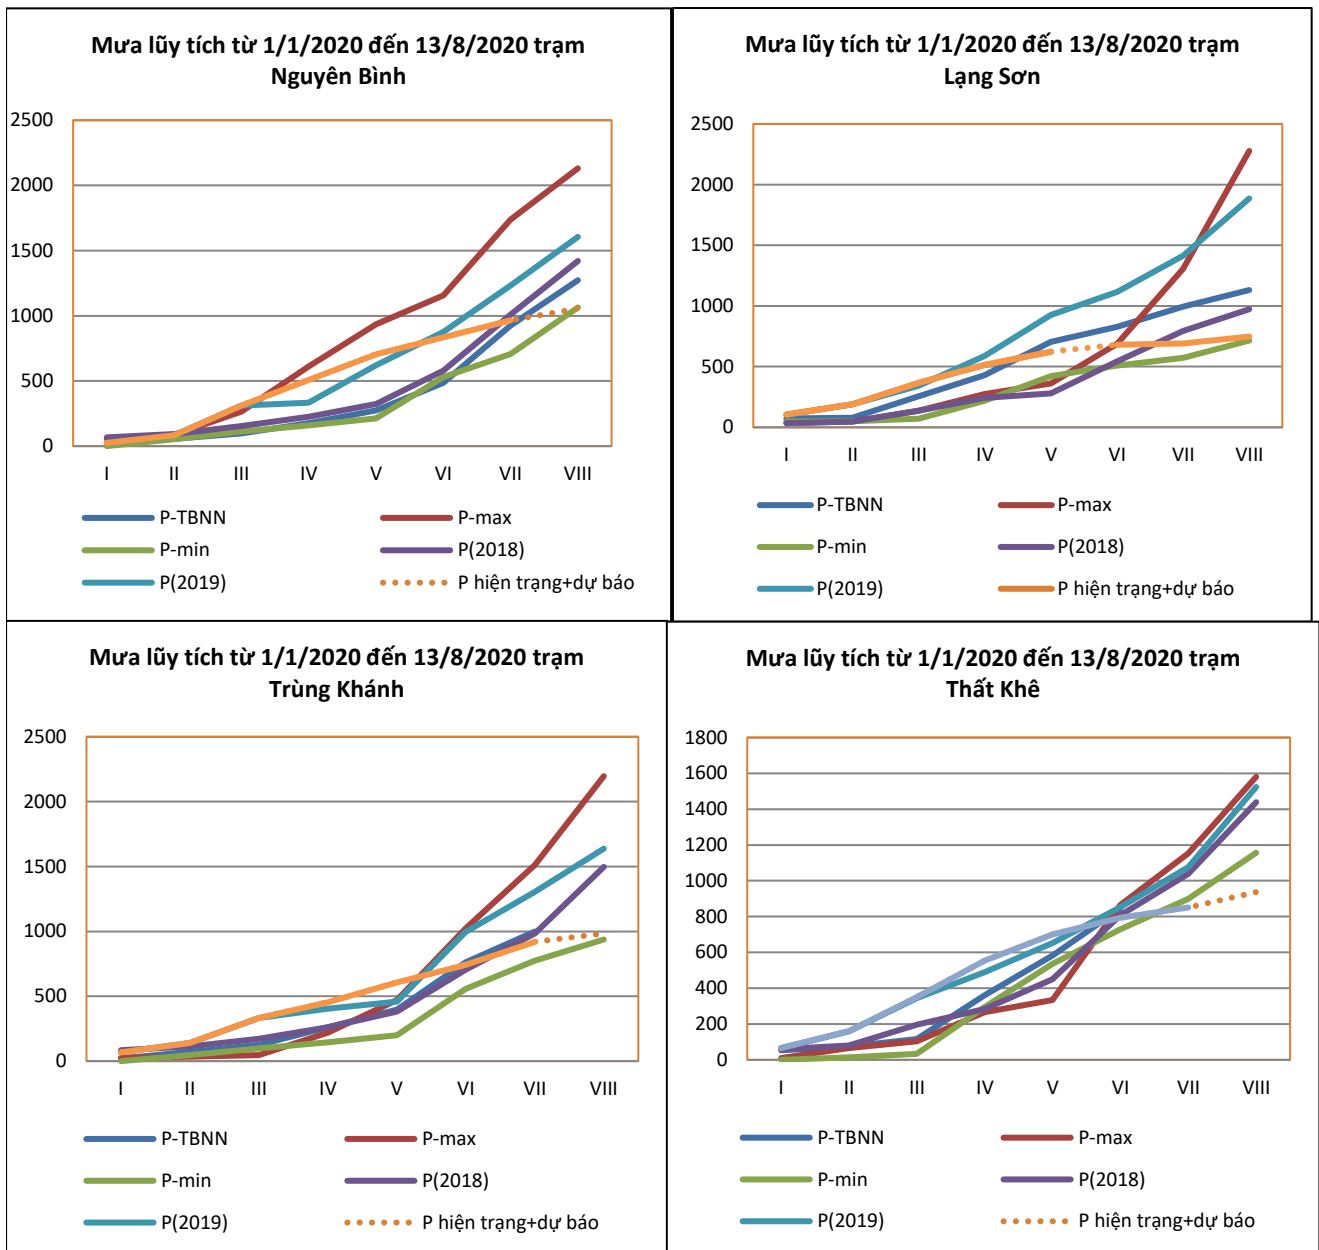 Mưa lũy tích từ 1/1/2020 đến 13/8/2020 trạm
Nguyên Bình
2500
2000
1500
1000
500
0
I II III IV V VI VII VIII
P-TBNN P-max
P-min P(2018)
P(2019) P hiện trạng+dự báo
Mưa lũy tích từ 1/1/2020 đến 13/8/2020 trạm
Lạng Sơn
2500
2000
1500
1000
500
0
I II III IV V VI VII VIII
P-TBNN P-max
P-min P(2018)
P(2019) P hiện trạng+dự báo
Mưa lũy tích từ 1/1/2020 đến 13/8/2020 trạm
Trùng Khánh
2500
2000
1500
1000
500
0
I II III IV V VI VII VIII
P-TBNN P-max
P-min P(2018)
P(2019) P hiện trạng+dự báo
Mưa lũy tích từ 1/1/2020 đến 13/8/2020 trạm
Thất Khê
1800
1600
1400
1200
1000
800
600
400
200
0
I II III IV V VI VII VIII
P-TBNN P-max
P-min P(2018)
P(2019) P hiện trạng+dự báo